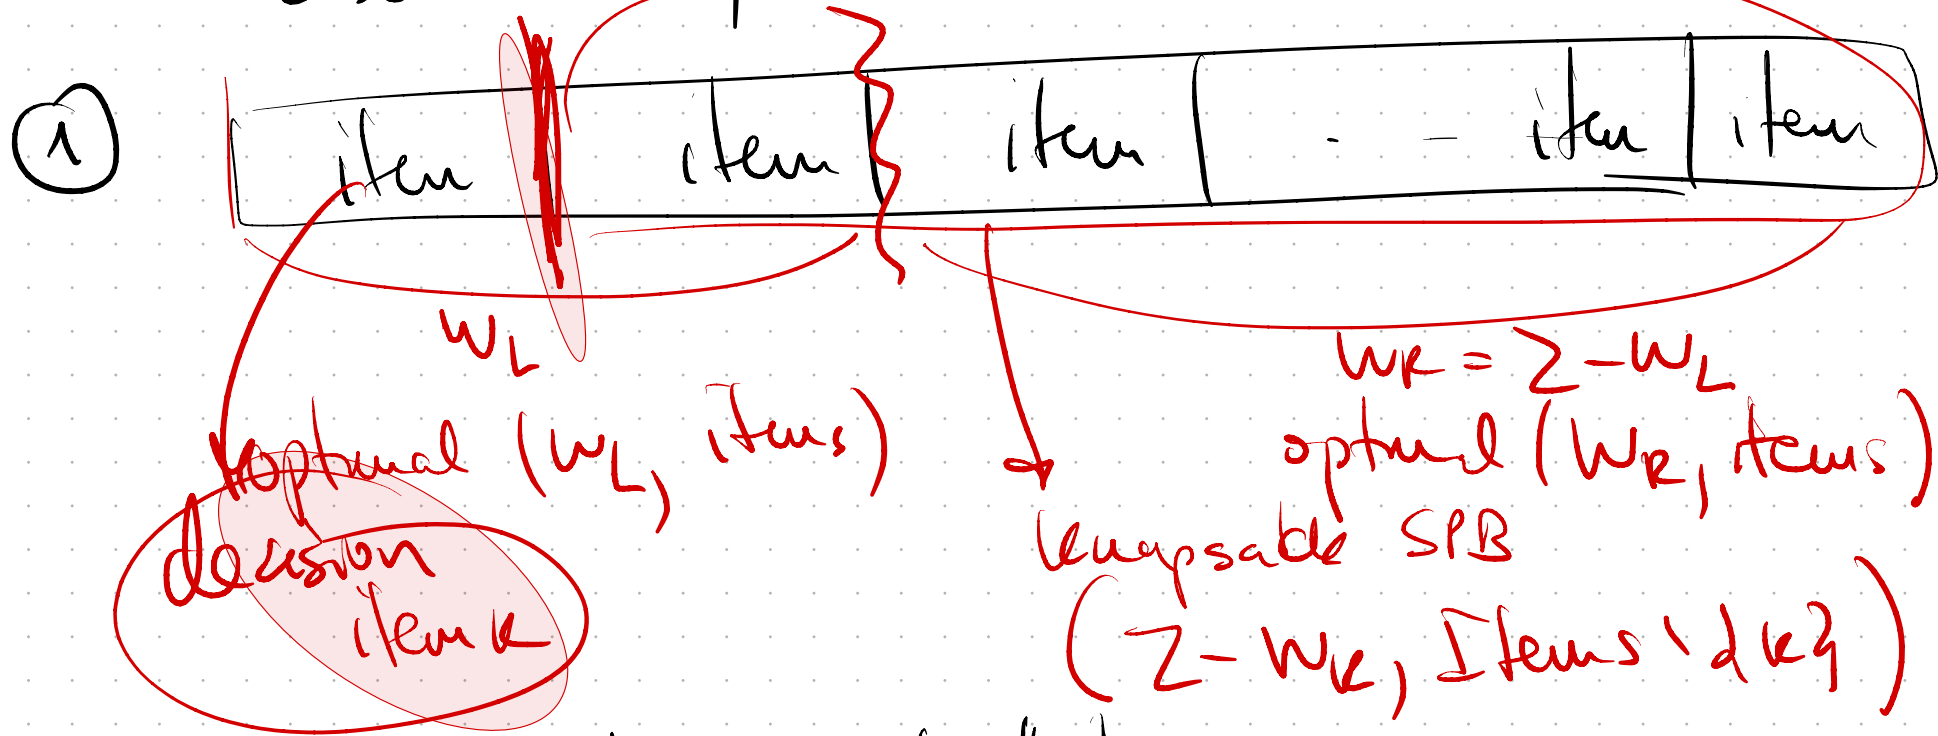 1 item item item - - item item
W_L
W_R = Z - W_L
optimal (W_L, items)
optimal (W_R, items)
decision
item k
knapsack SPB
(Z - W_k, Items \ {k})